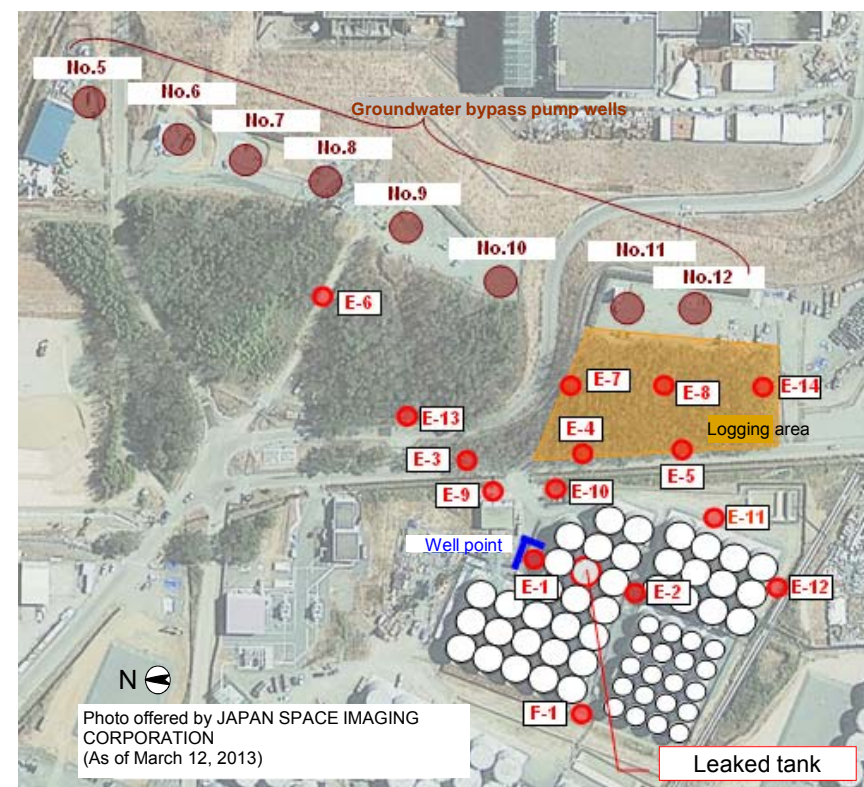 No.5
No.6
No.7
Groundwater bypass pump wells
No.8
No.9
No.10
No.11
No.12
E-6
E-7
E-8
E-14
E-13
Logging area
E-4
E-3
E-5
E-9
E-10
E-11
Well point
E-1
E-2
E-12
N
F-1
Photo offered by JAPAN SPACE IMAGING
CORPORATION
(As of March 12, 2013)
Leaked tank